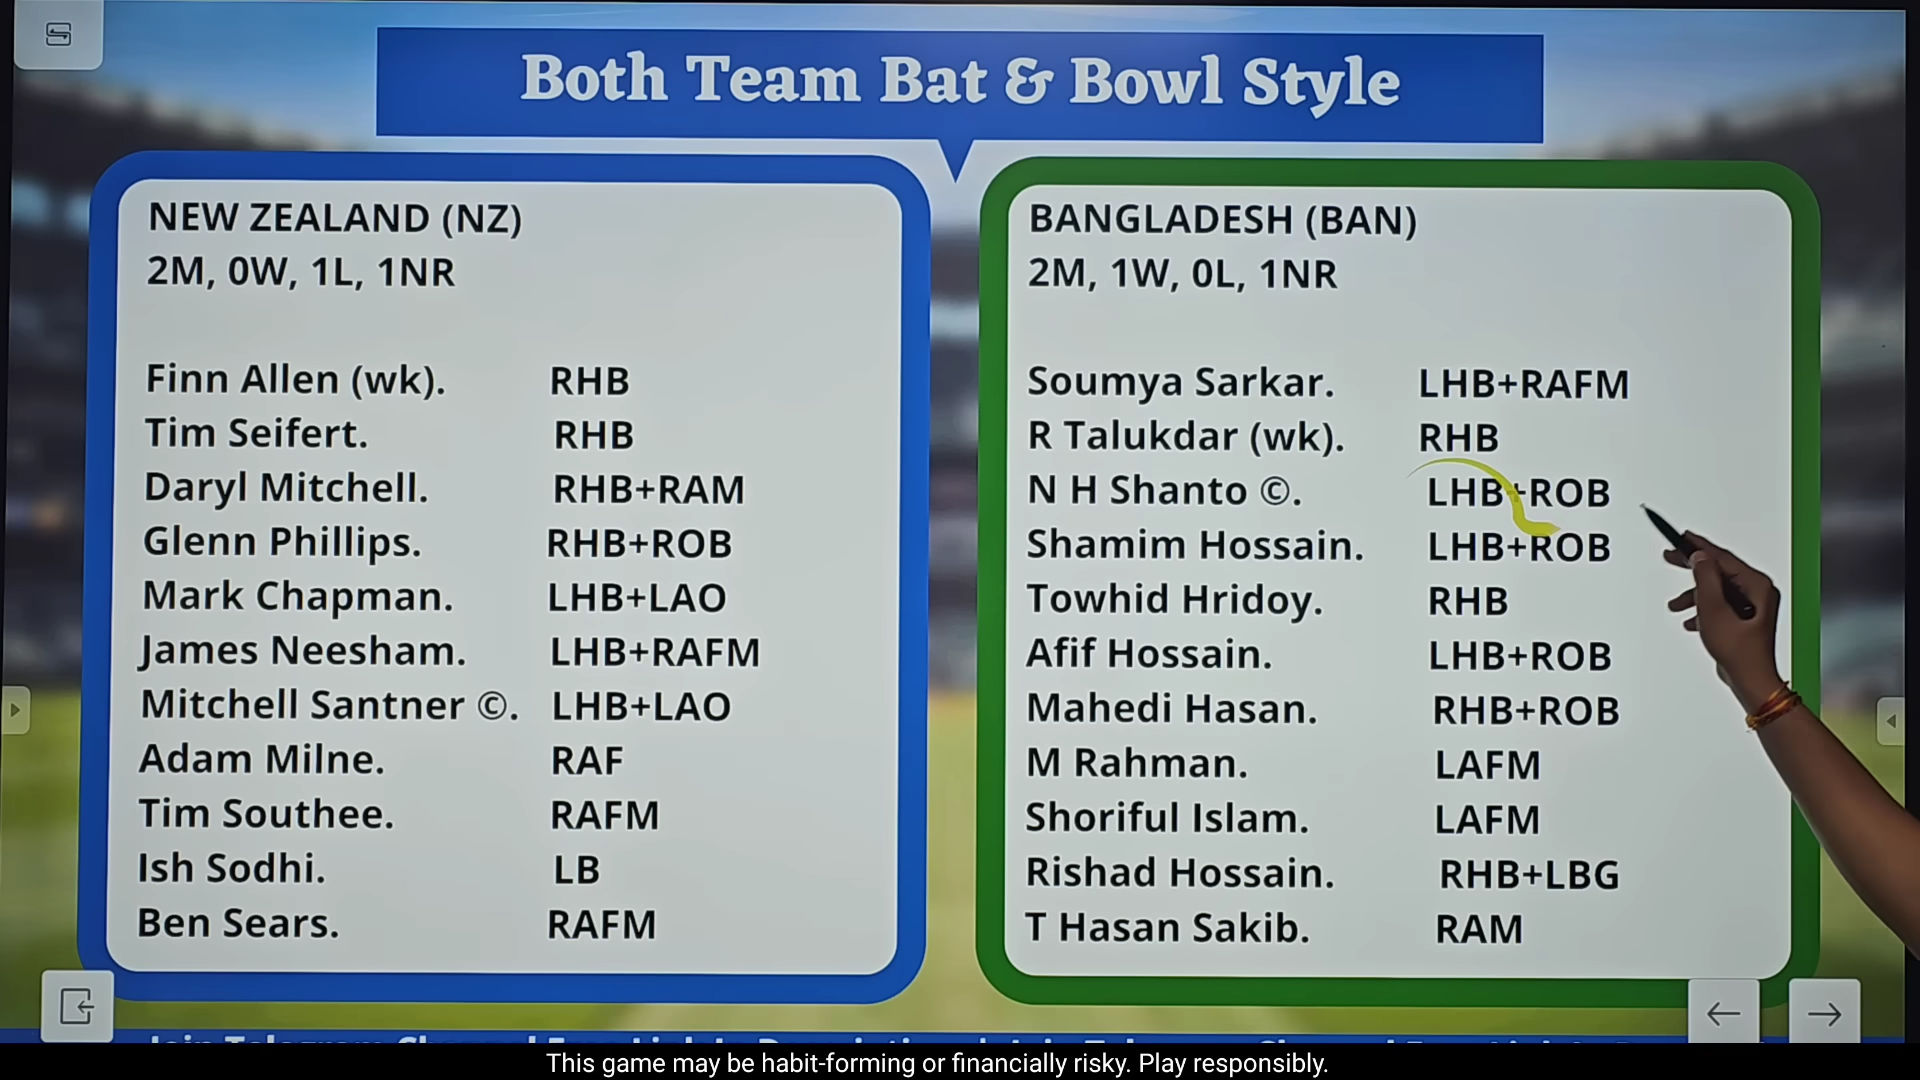 Both Team Bat & Bowl Style
NEW ZEALAND (NZ)
2M, 0W, 1L, 1NR
Finn Allen (wk). RHB
Tim Seifert. RHB
Daryl Mitchell. RHB+RAM
Glenn Phillips. RHB+ROB
Mark Chapman. LHB+LAO
James Neesham. LHB+RAFM
Mitchell Santner ©. LHB+LAO
Adam Milne. RAF
Tim Southee. RAFM
Ish Sodhi. LB
Ben Sears. RAFM
BANGLADESH (BAN)
2M, 1W, 0L, 1NR
Soumya Sarkar. LHB+RAFM
R Talukdar (wk). RHB
N H Shanto ©. LHB+ROB
Shamim Hossain. LHB+ROB
Towhid Hridoy. RHB
Afif Hossain. LHB+ROB
Mahedi Hasan. RHB+ROB
M Rahman. LAFM
Shoriful Islam. LAFM
Rishad Hossain. RHB+LBG
T Hasan Sakib. RAM
This game may be habit-forming or financially risky. Play responsibly.